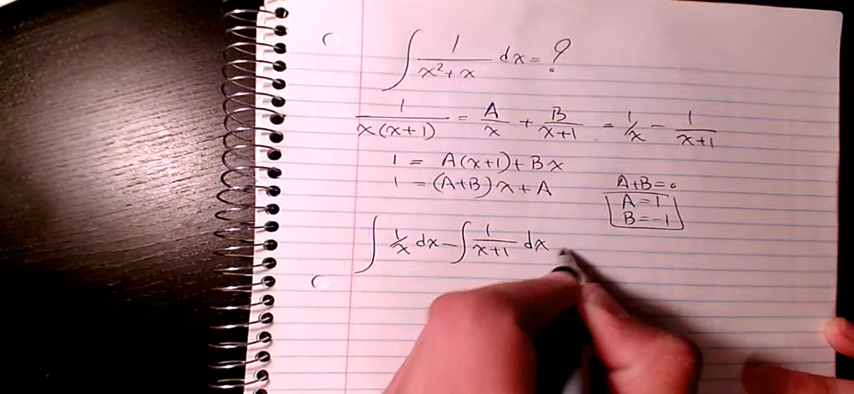 ∫ 1/(x²+x) dx = ?
1/(x(x+1)) = A/x + B/(x+1) = 1/x - 1/(x+1)
1 = A(x+1)+Bx
1 = (A+B)x+A
A+B=0
A=1
B=-1
∫ 1/x dx - ∫ 1/(x+1) dx